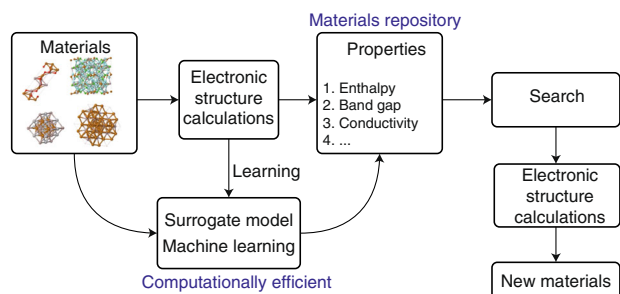 Materials repository
Materials
Electronic
structure
calculations
Properties
1. Enthalpy
2. Band gap
3. Conductivity
4. ...
Search
Learning
Surrogate model
Machine learning
Computationally efficient
Electronic
structure
calculations
New materials